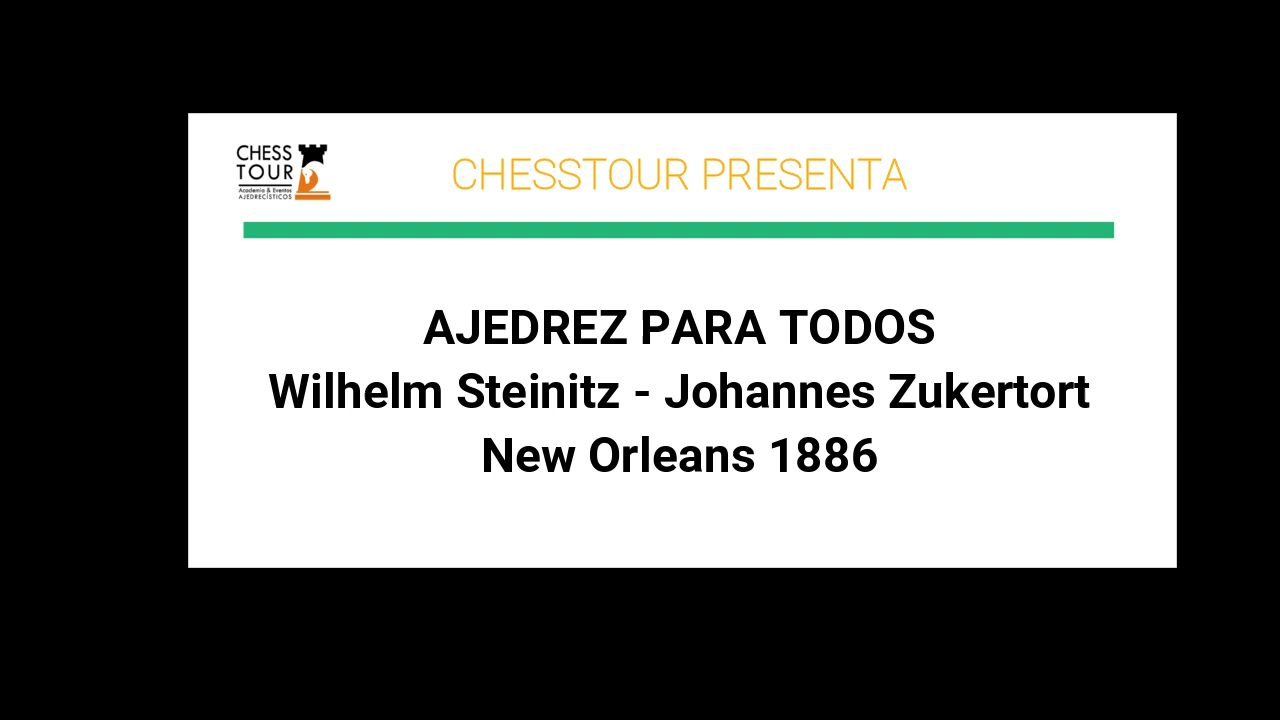 CHESS
TOUR
Academia & Eventos
AJEDRECÍSTICOS
CHESSTOUR PRESENTA
AJEDREZ PARA TODOS
Wilhelm Steinitz - Johannes Zukertort
New Orleans 1886